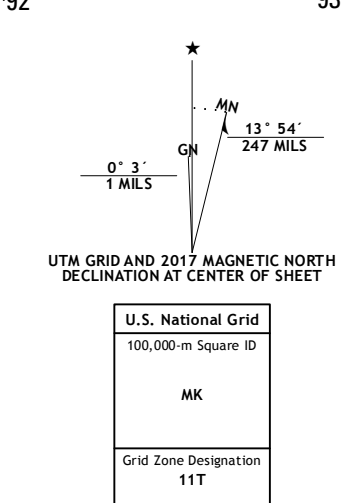 '92
93
★
MN
GN
13° 54´
247 MILS
0° 3´
1 MILS
UTM GRID AND 2017 MAGNETIC NORTH
DECLINATION AT CENTER OF SHEET
U.S. National Grid
100,000-m Square ID
MK
Grid Zone Designation
11T